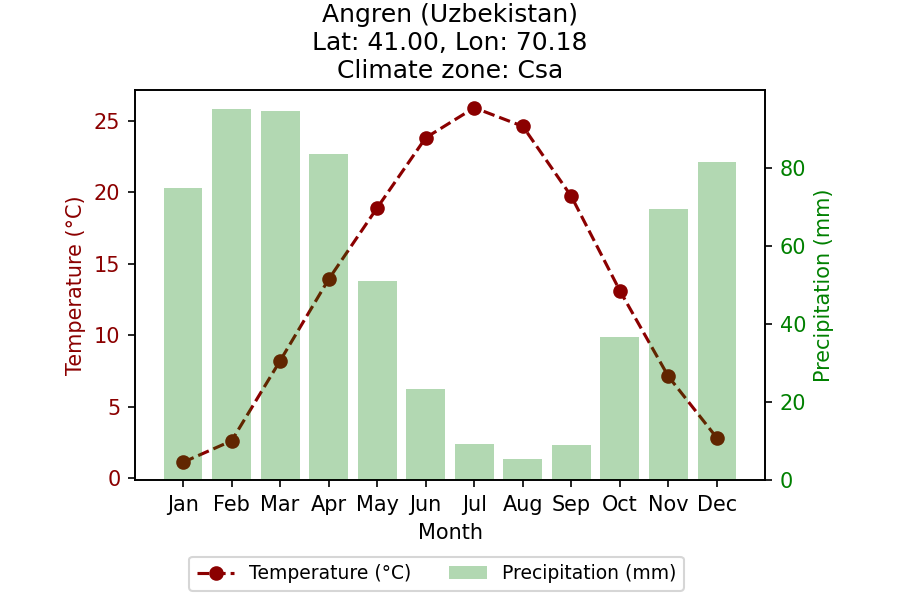 Angren (Uzbekistan)
Lat: 41.00, Lon: 70.18
Climate zone: Csa
Temperature (°C)
25
20
15
10
5
0
80
60
40
20
0
Precipitation (mm)
Jan Feb Mar Apr May Jun Jul Aug Sep Oct Nov Dec
Month
Temperature (°C) Precipitation (mm)